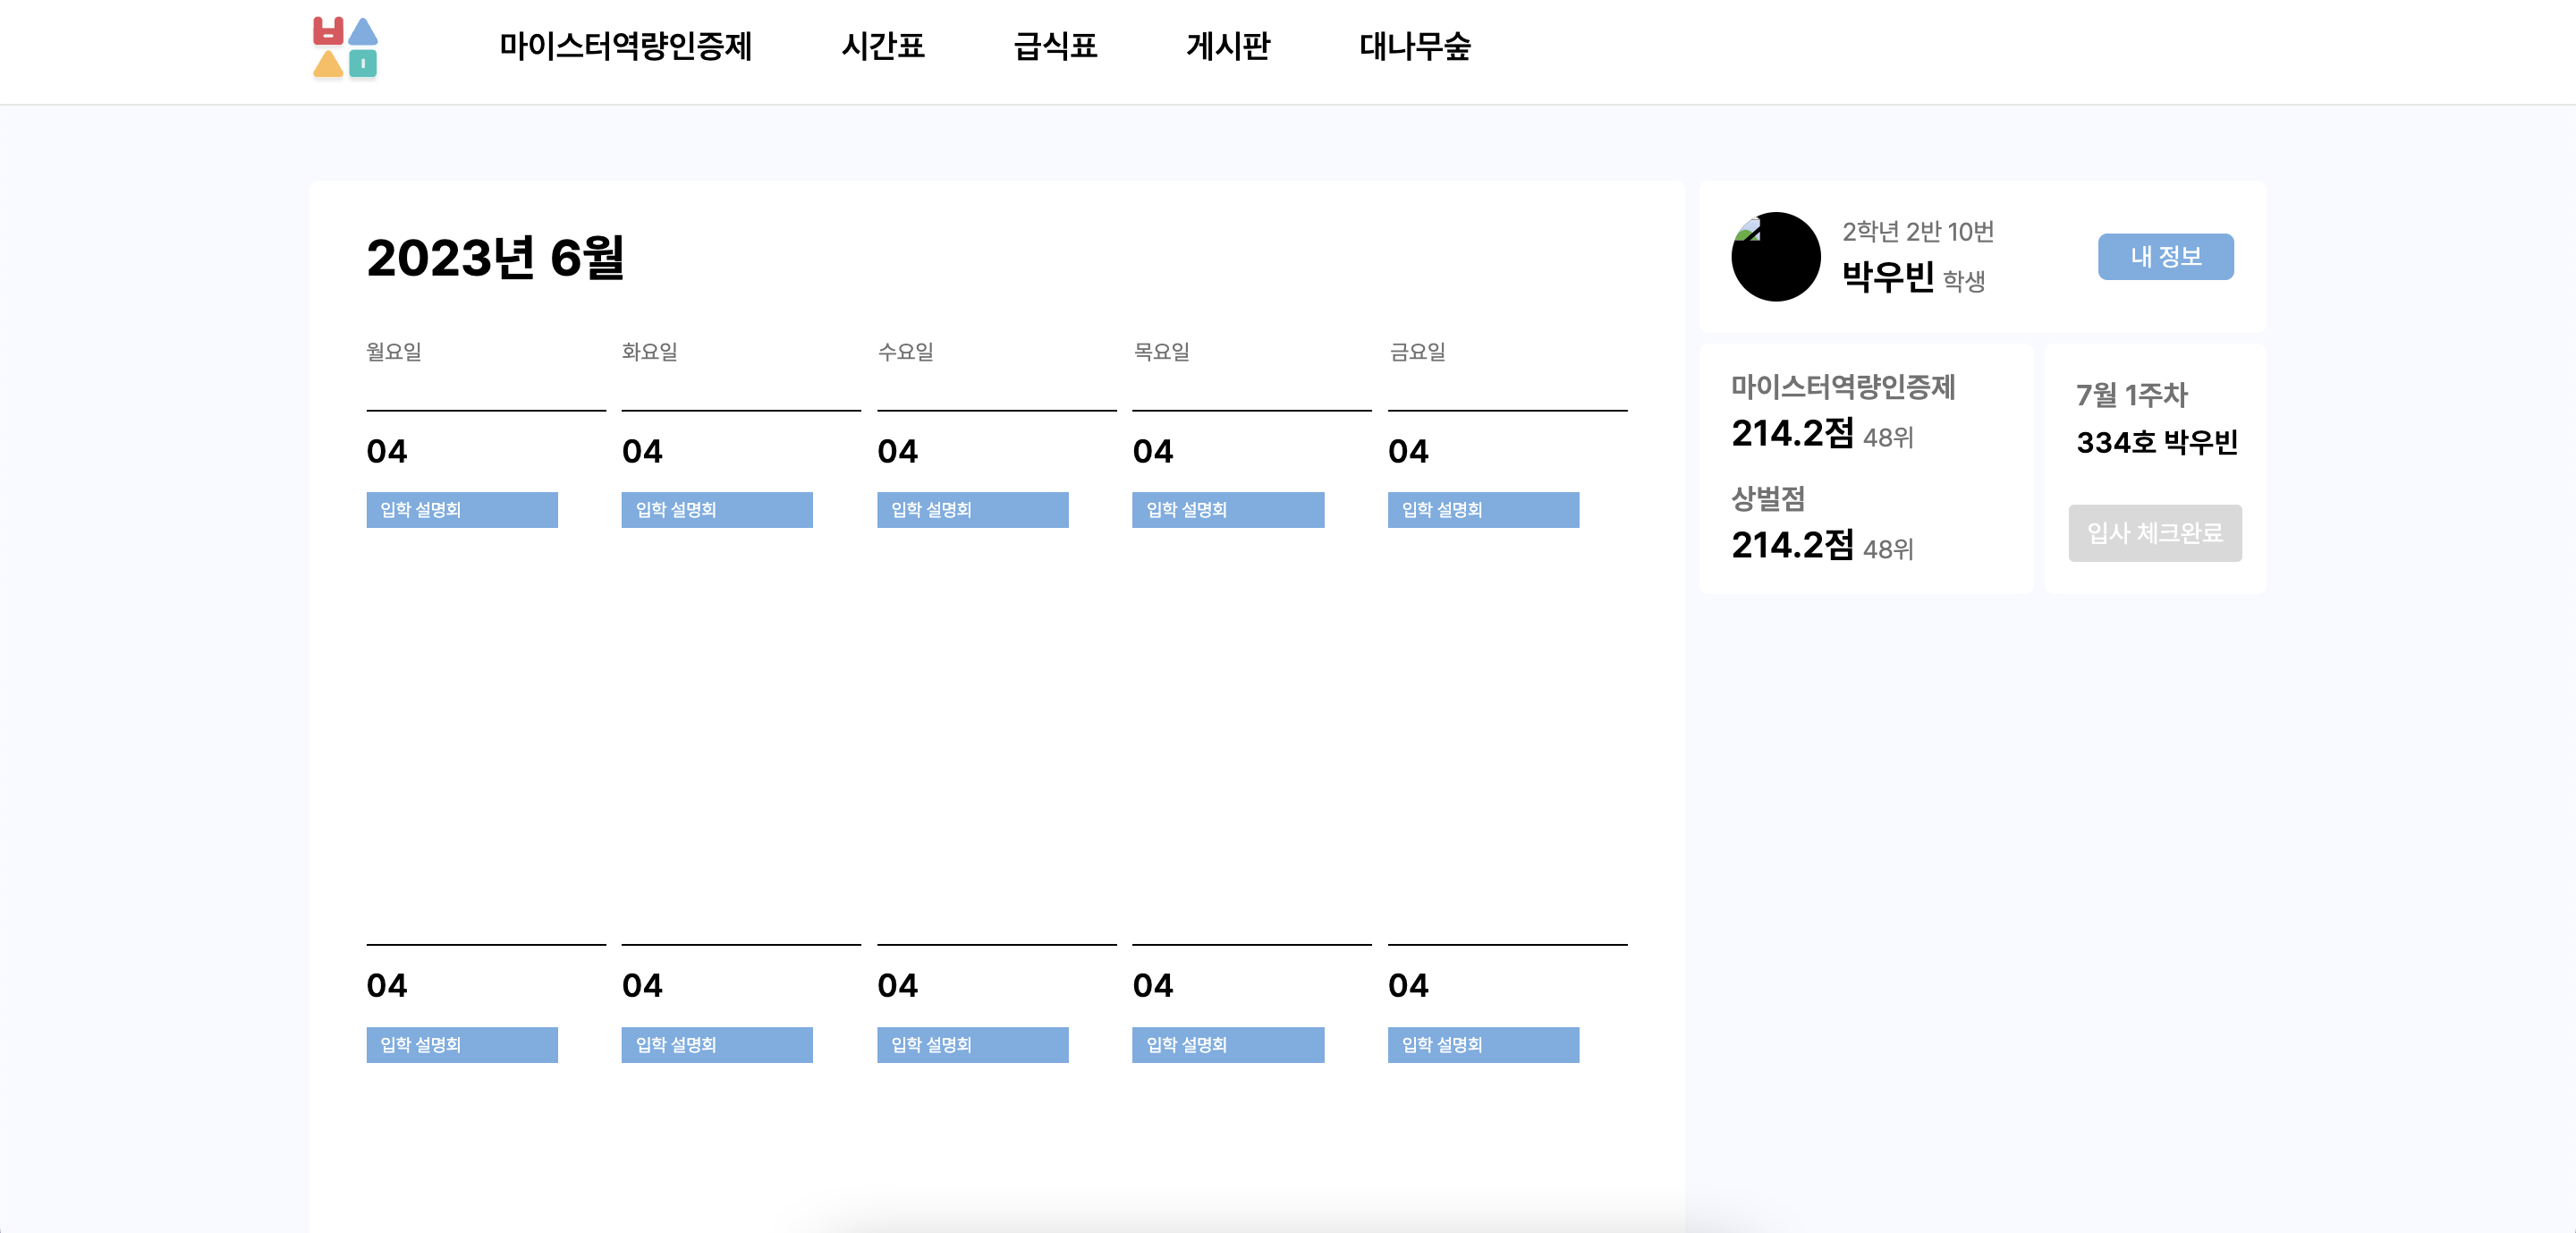 마이스터역량인증제 시간표 급식표 게시판 대나무숲
2023년 6월
월요일 화요일 수요일 목요일 금요일
04 04 04 04 04
입학 설명회 입학 설명회 입학 설명회 입학 설명회 입학 설명회
04 04 04 04 04
입학 설명회 입학 설명회 입학 설명회 입학 설명회 입학 설명회
2학년 2반 10번
박우빈 학생
내 정보
마이스터역량인증제
214.2점 48위
상벌점
214.2점 48위
7월 1주차
334호 박우빈
입사 체크완료